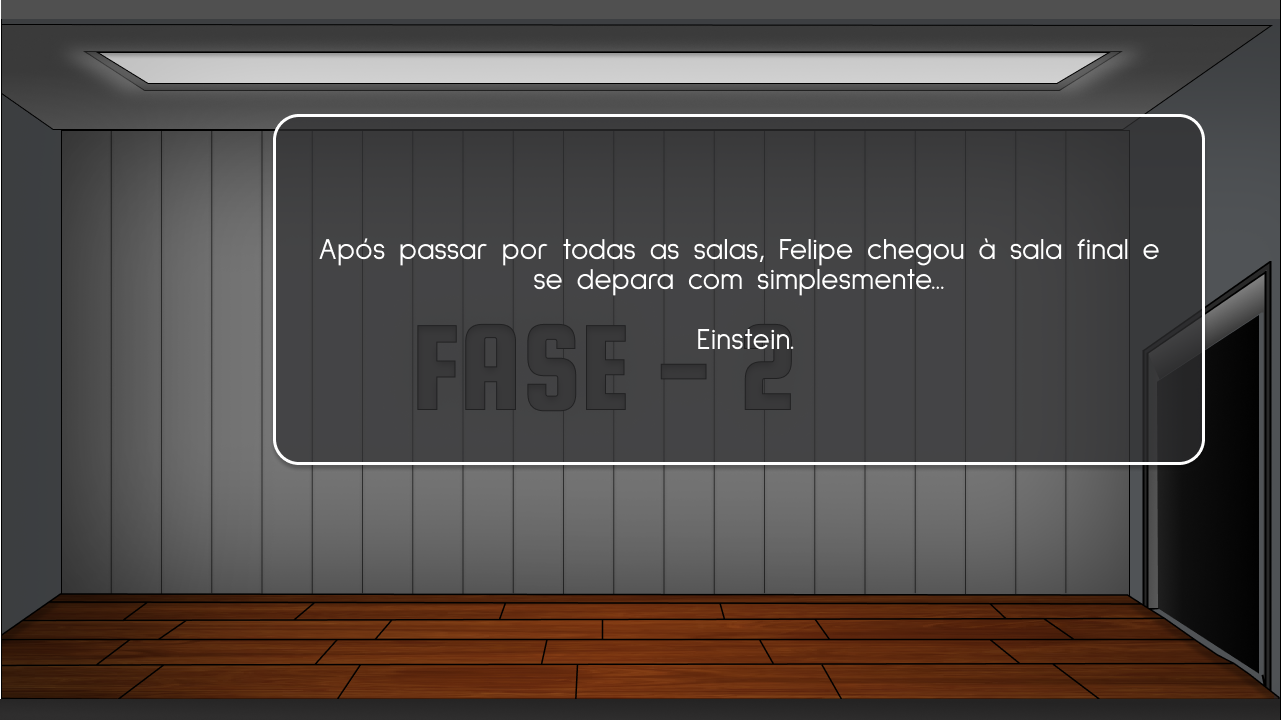 Após passar por todas as salas, Felipe chegou à sala final e
se depara com simplesmente...
Einstein.
FASE - 2